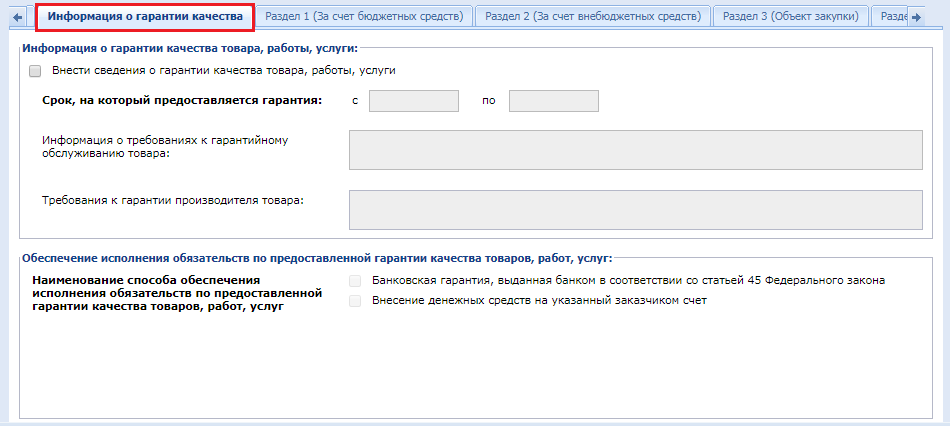 Информация о гарантии качества
Раздел 1 (За счет бюджетных средств)
Раздел 2 (За счет внебюджетных средств)
Раздел 3 (Объект закупки)
Разде
Информация о гарантии качества товара, работы, услуги:
Внести сведения о гарантии качества товара, работы, услуги
Срок, на который предоставляется гарантия: с по
Информация о требованиях к гарантийному
обслуживанию товара:
Требования к гарантии производителя товара:
Обеспечение исполнения обязательств по предоставленной гарантии качества товаров, работ, услуг:
Наименование способа обеспечения
исполнения обязательств по предоставленной
гарантии качества товаров, работ, услуг
Банковская гарантия, выданная банком в соответствии со статьей 45 Федерального закона
Внесение денежных средств на указанный заказчиком счет